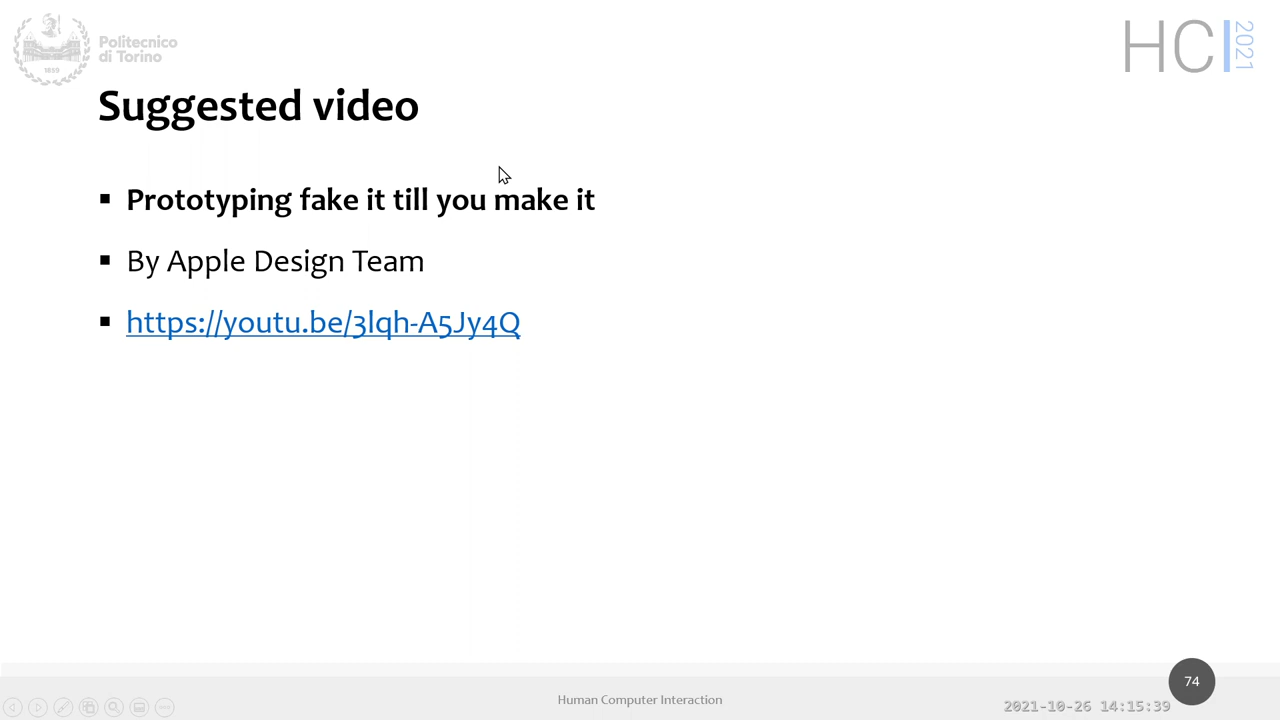 Politecnico
di Torino
1859
HCI 2021
Suggested video
▪ Prototyping fake it till you make it
▪ By Apple Design Team
▪ https://youtu.be/3lqh-A5Jy4Q
Human Computer Interaction
74
2021-10-26 14:15:39